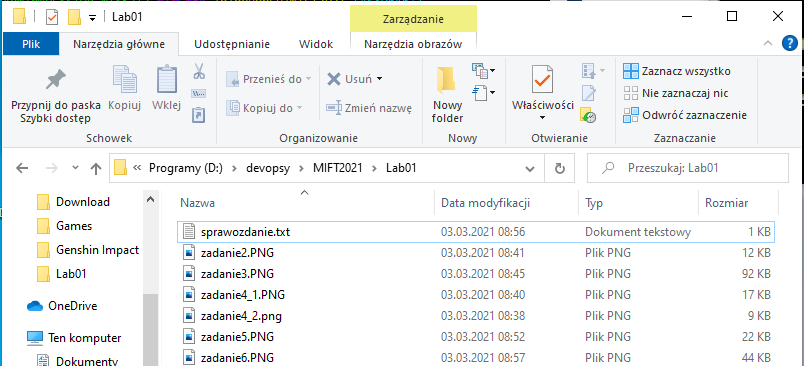 Lab01
Zarządzanie
Plik Narzędzia główne Udostępnianie Widok Narzędzia obrazów
Przypnij do paska Szybki dostęp
Kopiuj
Wklej
Schowek
Przenieś do
Kopiuj do
Usuń
Zmień nazwę
Organizowanie
Nowy folder
Nowy
Właściwości
Otwieranie
Zaznacz wszystko
Nie zaznaczaj nic
Odwróć zaznaczenie
Zaznaczanie
« Programy (D:) > devopsy > MIFT2021 > Lab01
Przeszukaj: Lab01
Download
Games
Genshin Impact
Lab01
OneDrive
Ten komputer
Dokumenty
Nazwa Data modyfikacji Typ Rozmiar
sprawozdanie.txt 03.03.2021 08:56 Dokument tekstowy 1 KB
zadanie2.PNG 03.03.2021 08:41 Plik PNG 12 KB
zadanie3.PNG 03.03.2021 08:45 Plik PNG 92 KB
zadanie4_1.PNG 03.03.2021 08:40 Plik PNG 17 KB
zadanie4_2.png 03.03.2021 08:38 Plik PNG 9 KB
zadanie5.PNG 03.03.2021 08:52 Plik PNG 22 KB
zadanie6.PNG 03.03.2021 08:57 Plik PNG 44 KB